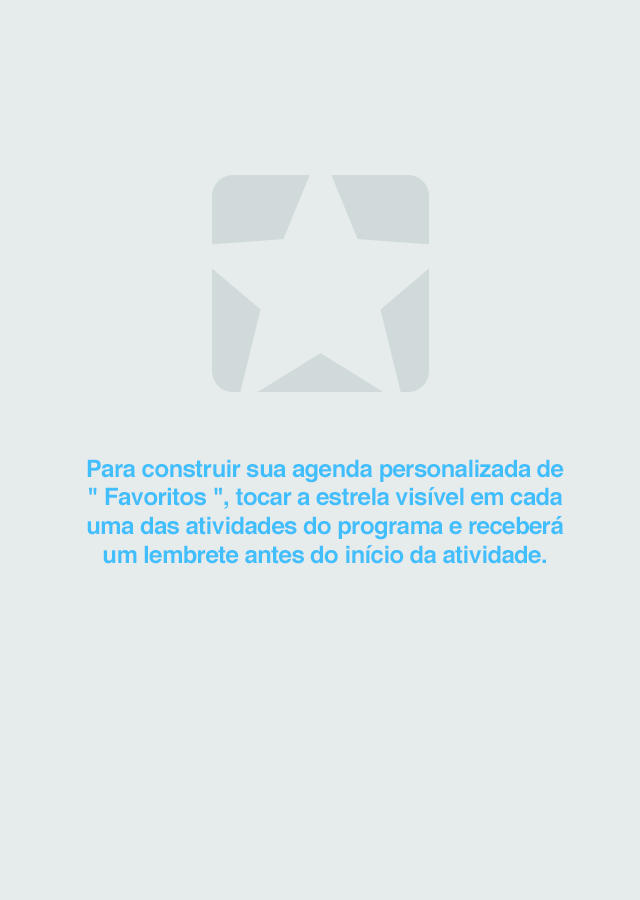 Para construir sua agenda personalizada de
" Favoritos ", tocar a estrela visível em cada
uma das atividades do programa e receberá
um lembrete antes do início da atividade.